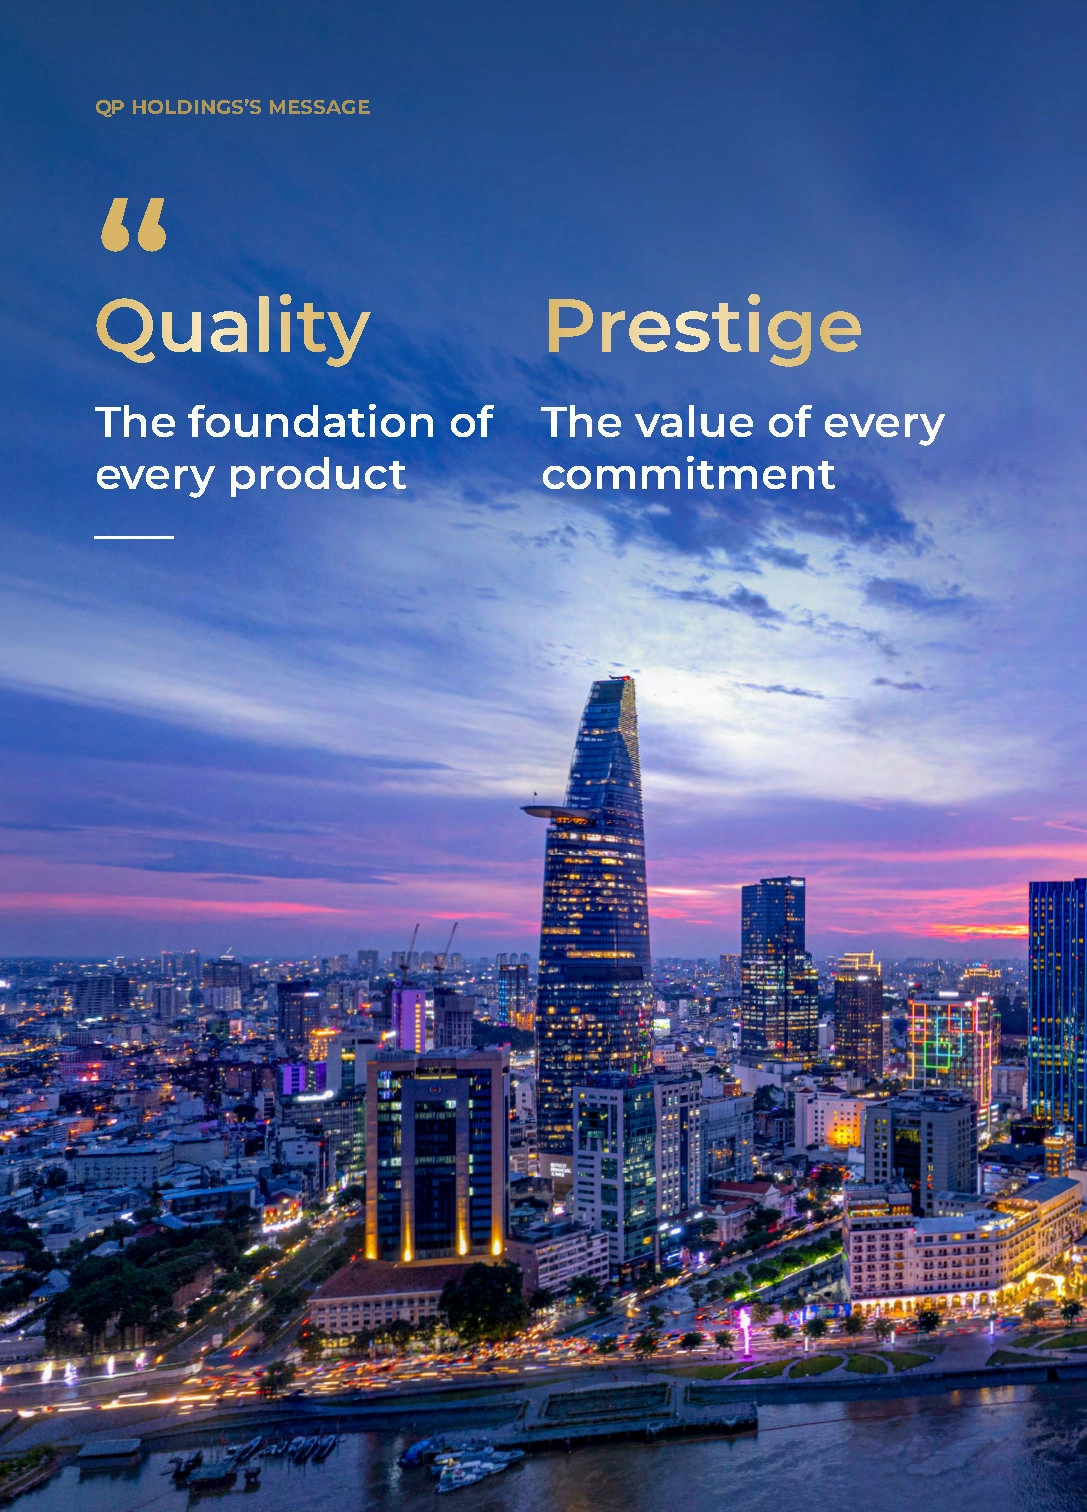 QP HOLDINGS'S MESSAGE
“
Quality
The foundation of
every product
Prestige
The value of every
commitment